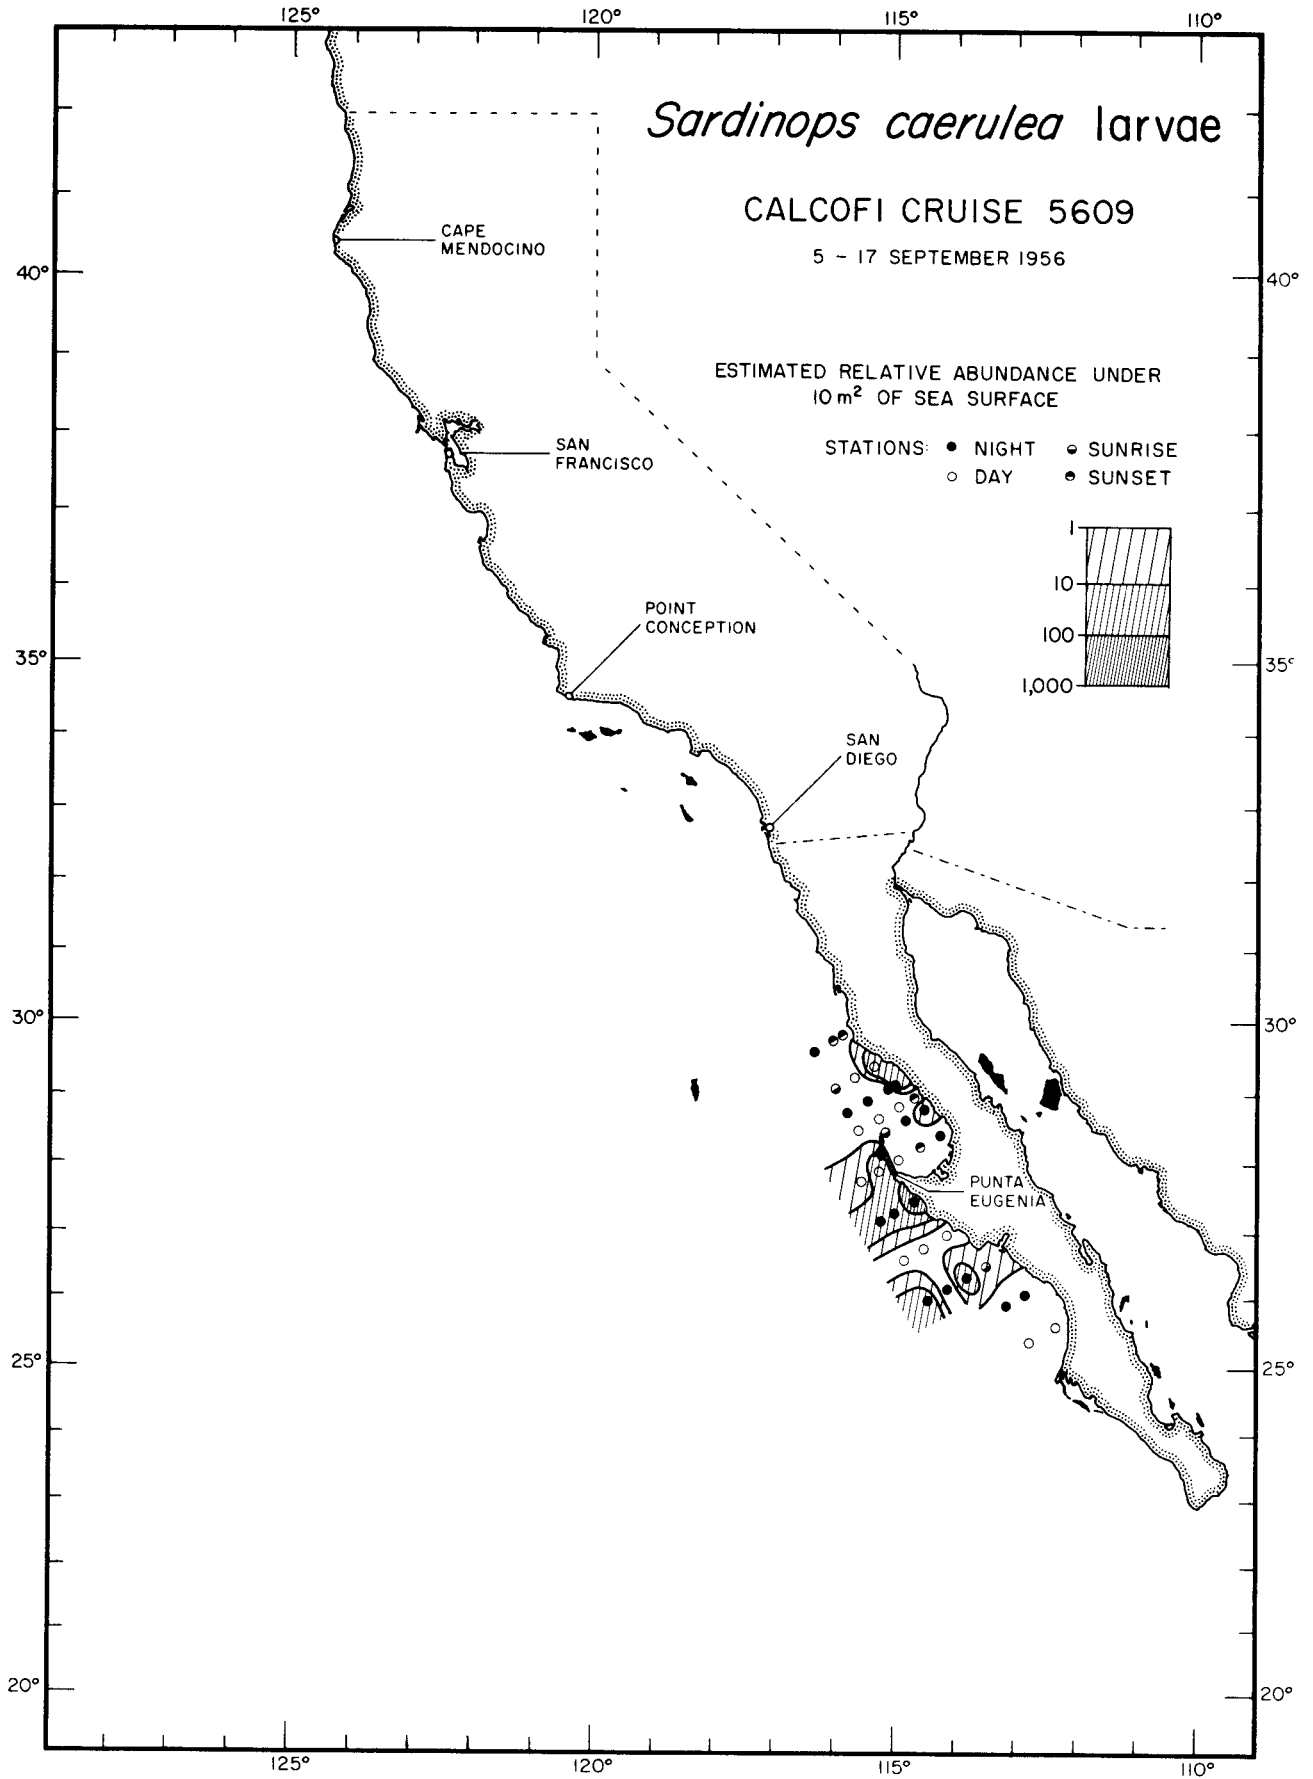 125° 120° 115° 110°
Sardinops caerulea larvae
CALCOFI CRUISE 5609
5 - 17 SEPTEMBER 1956
CAPE
MENDOCINO
40° 40°
ESTIMATED RELATIVE ABUNDANCE UNDER
10 m² OF SEA SURFACE
STATIONS: ● NIGHT ◒ SUNRISE
○ DAY ◓ SUNSET
SAN
FRANCISCO
1
10
100
1,000
POINT
CONCEPTION
35° 35°
SAN
DIEGO
30° 30°
PUNTA
EUGENIA
25° 25°
20° 20°
125° 120° 115° 110°